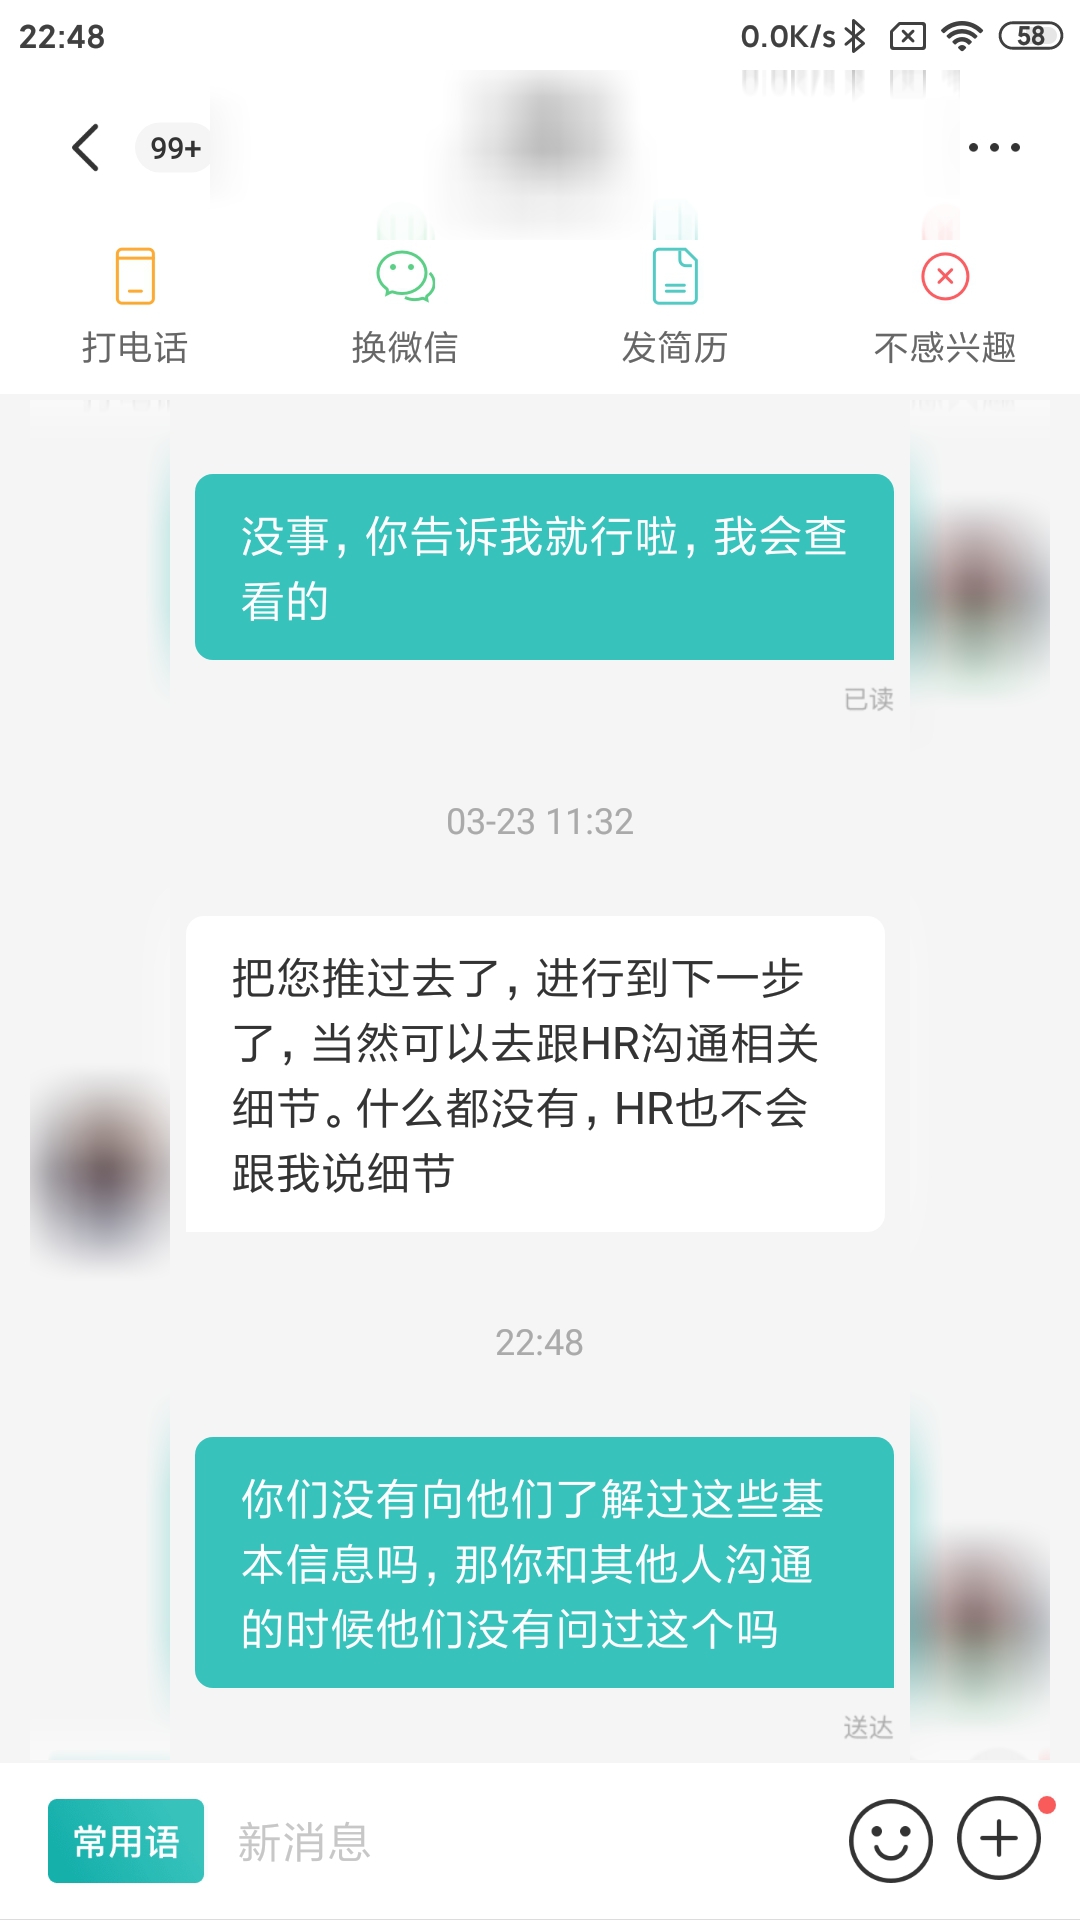 22:48
0.0K/s
58
99+
打电话
换微信
发简历
不感兴趣
没事，你告诉我就行啦，我会查
看的
已读
03-23 11:32
把您推过去了，进行到下一步
了，当然可以去跟HR沟通相关
细节。什么都没有，HR也不会
跟我说细节
22:48
你们没有向他们了解过这些基
本信息吗，那你和其他人沟通
的时候他们没有问过这个吗
送达
常用语
新消息